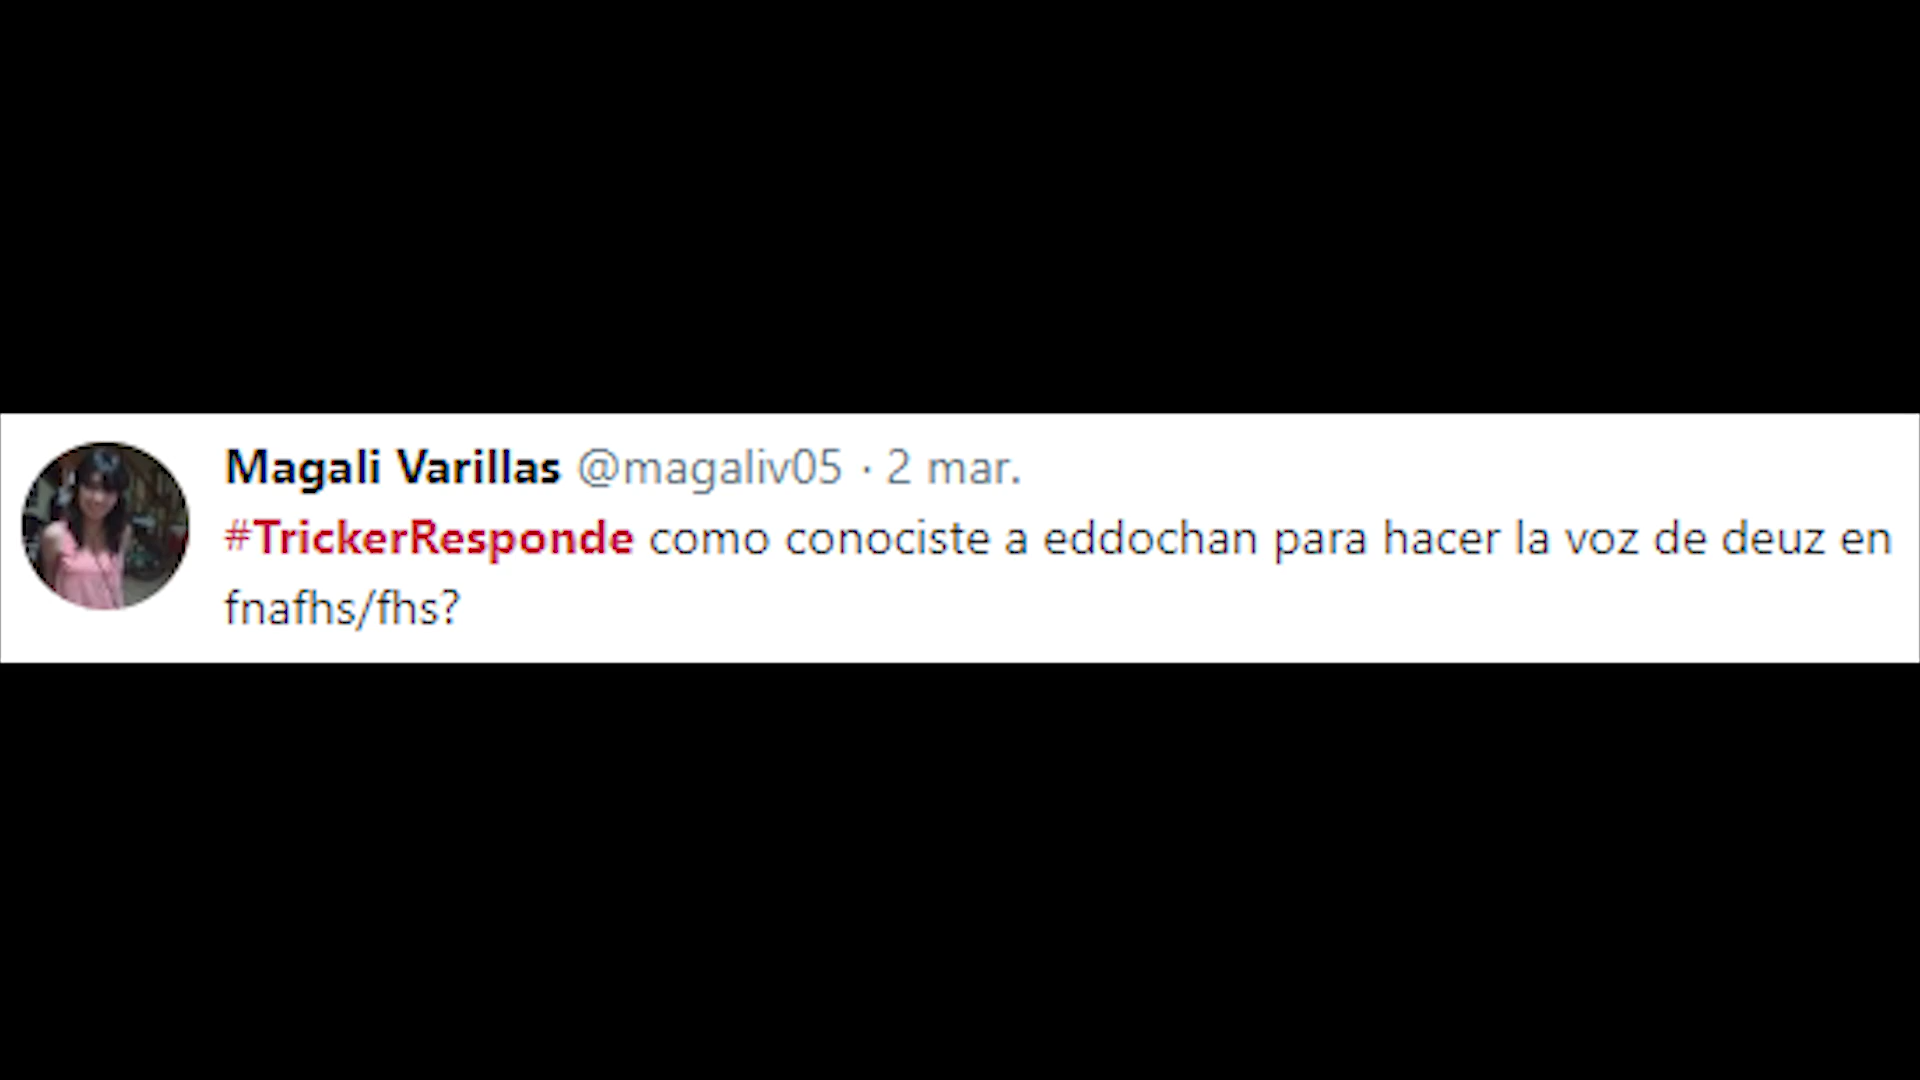 Magali Varillas @magaliv05 · 2 mar.
#TrickerResponde como conociste a eddochan para hacer la voz de deuz en
fnafhs/fhs?